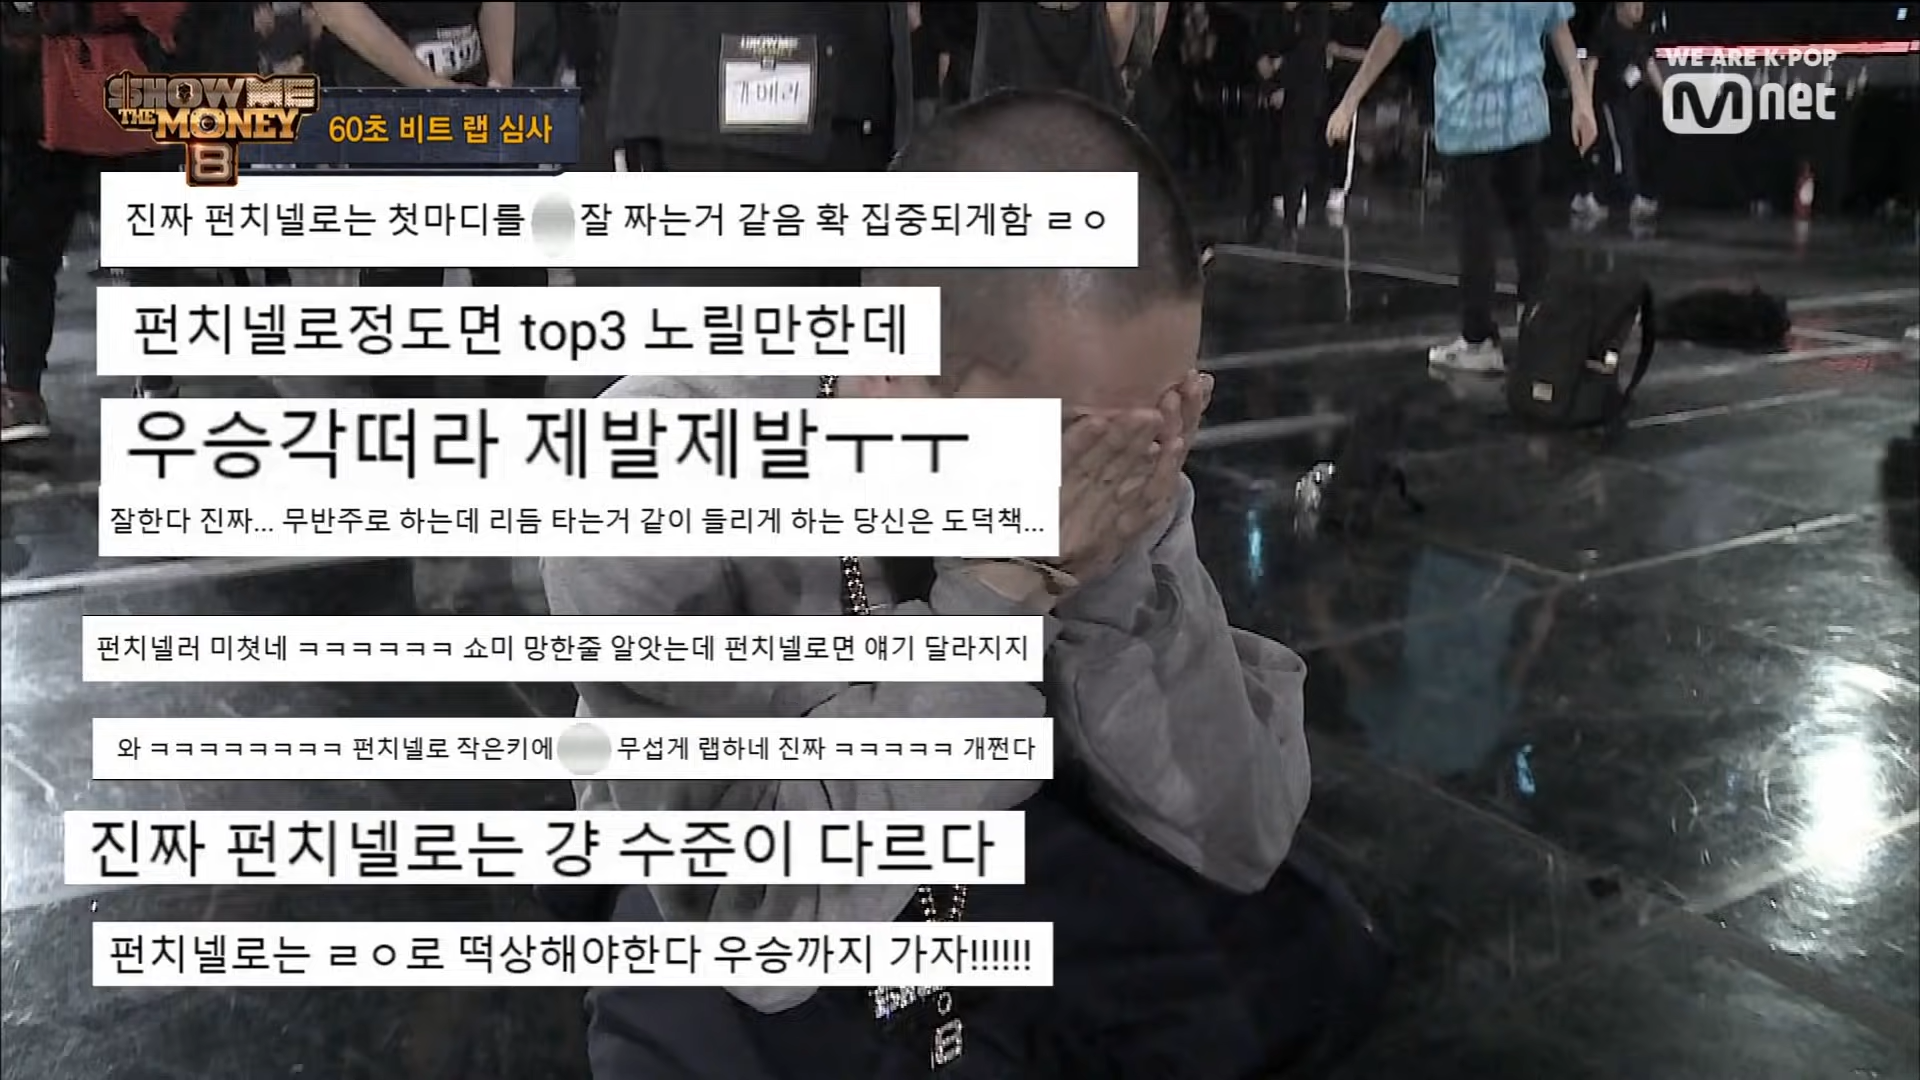 SHOW ME THE MONEY 8
60초 비트 랩 심사
WE ARE K-POP
Mnet
진짜 펀치넬로는 첫마디를 잘 짜는거 같음 확 집중되게함 ㄹㅇ
펀치넬로정도면 top3 노릴만한데
우승각떠라 제발제발ㅜㅜ
잘한다 진짜... 무반주로 하는데 리듬 타는거 같이 들리게 하는 당신은 도덕책...
펀치넬러 미쳣네 ㅋㅋㅋㅋㅋㅋ 쇼미 망한줄 알앗는데 펀치넬로면 얘기 달라지지
와 ㅋㅋㅋㅋㅋㅋㅋㅋ 펀치넬로 작은키에 무섭게 랩하네 진짜 ㅋㅋㅋㅋㅋ 개쩐다
진짜 펀치넬로는 걍 수준이 다르다
펀치넬로는 ㄹㅇ로 떡상해야한다 우승까지 가자!!!!!!